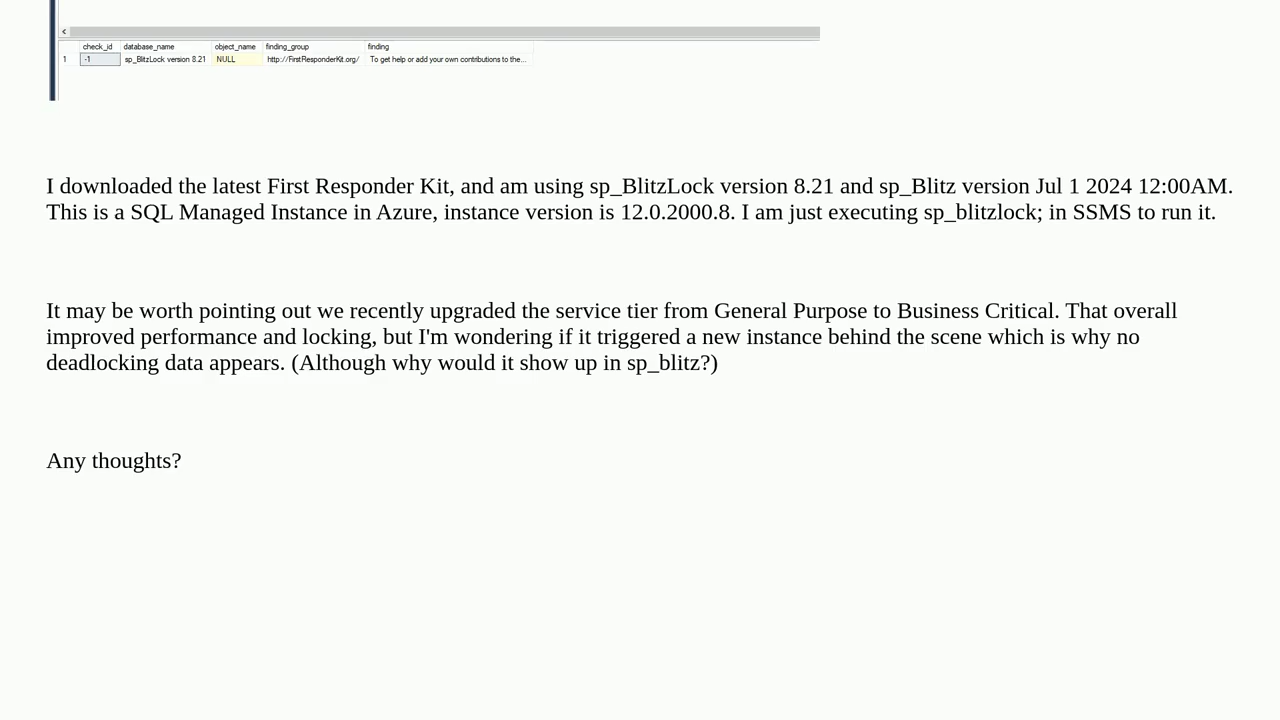 check_id database_name object_name finding_group finding
1 -1 sp_BlitzLock version 8.21 NULL http://FirstResponderKit.org/ To get help or add your own contributions to the...
I downloaded the latest First Responder Kit, and am using sp_BlitzLock version 8.21 and sp_Blitz version Jul 1 2024 12:00AM.
This is a SQL Managed Instance in Azure, instance version is 12.0.2000.8. I am just executing sp_blitzlock; in SSMS to run it.
It may be worth pointing out we recently upgraded the service tier from General Purpose to Business Critical. That overall
improved performance and locking, but I'm wondering if it triggered a new instance behind the scene which is why no
deadlocking data appears. (Although why would it show up in sp_blitz?)
Any thoughts?